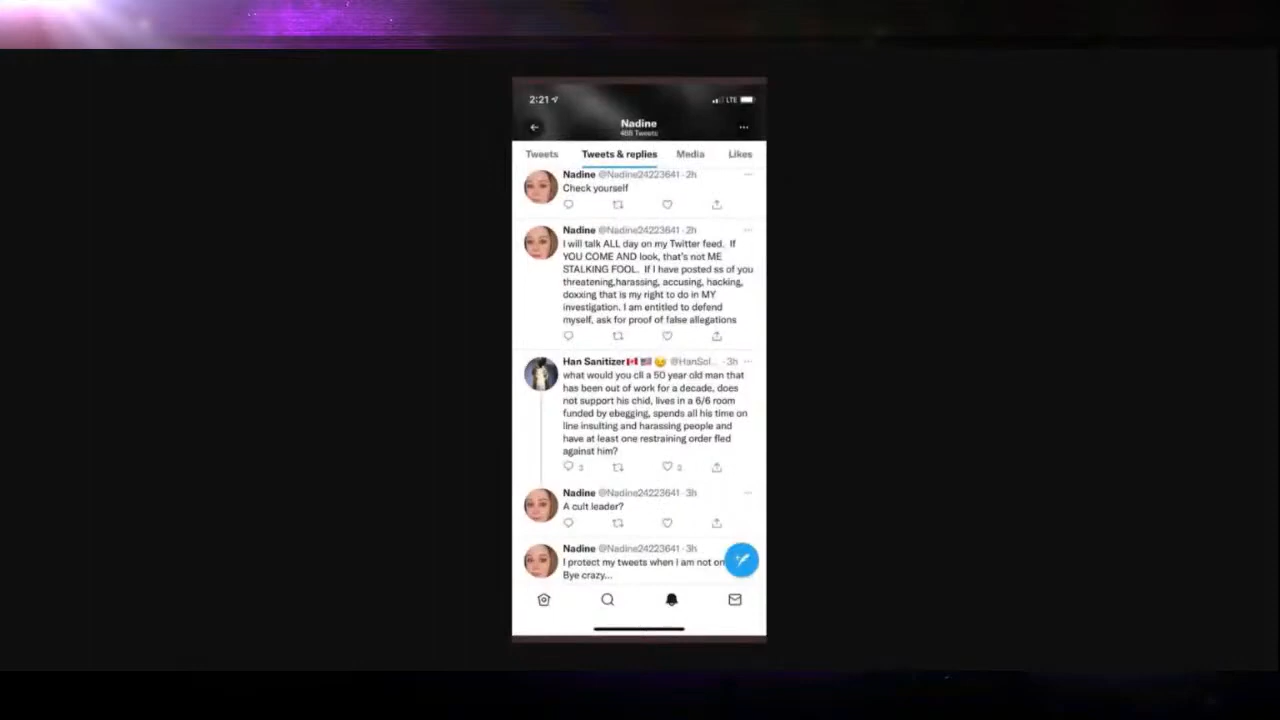 2:21
LTE
Nadine
468 Tweets
Tweets
Tweets & replies
Media
Likes
Nadine @Nadine24223641 · 2h
Check yourself
Nadine @Nadine24223641 · 2h
I will talk ALL day on my Twitter feed. If
YOU COME AND look, that's not ME
STALKING FOOL. If I have posted ss of you
threatening,harassing, accusing, hacking,
doxxing that is my right to do in MY
investigation. I am entitled to defend
myself, ask for proof of false allegations
Han Sanitizer🇨🇦 🇺🇸 @HanSol... · 3h
what would you cll a 50 year old man that
has been out of work for a decade, does
not support his chid, lives in a 6/6 room
funded by ebegging, spends all his time on
line insulting and harassing people and
have at least one restraining order fled
against him?
3
3
Nadine @Nadine24223641 · 3h
A cult leader?
Nadine @Nadine24223641 · 3h
I protect my tweets when I am not on
Bye crazy...